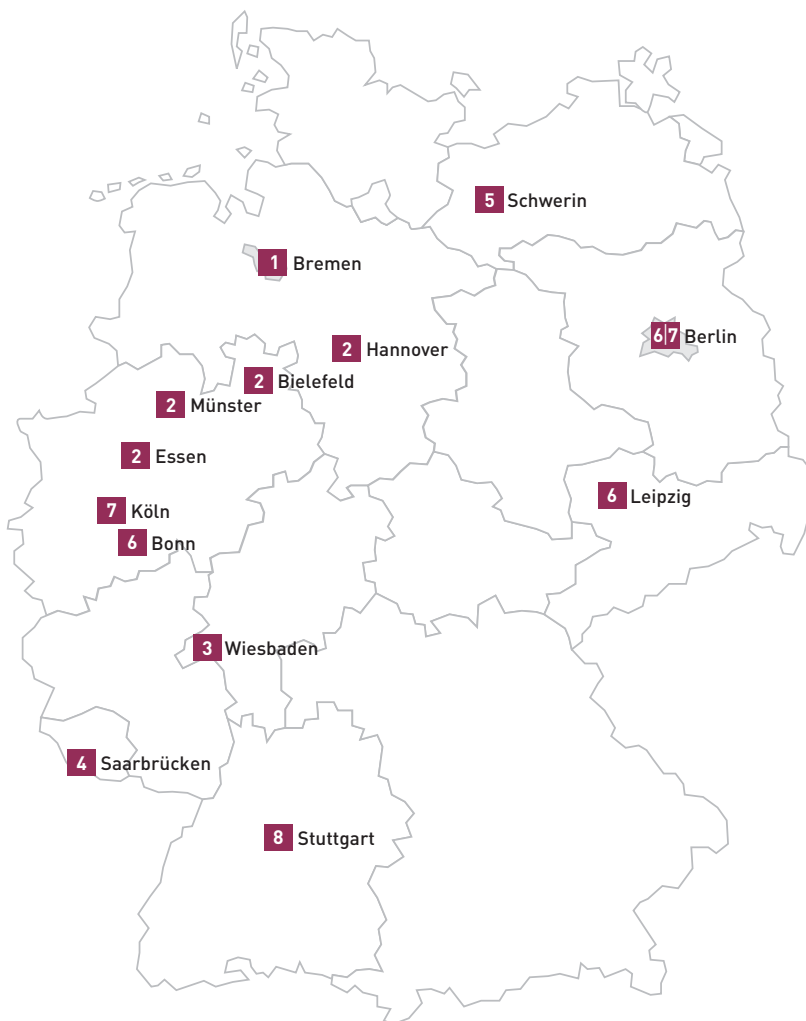 5 Schwerin
1 Bremen
6|7 Berlin
2 Hannover
2 Bielefeld
2 Münster
2 Essen
6 Leipzig
7 Köln
6 Bonn
3 Wiesbaden
4 Saarbrücken
8 Stuttgart